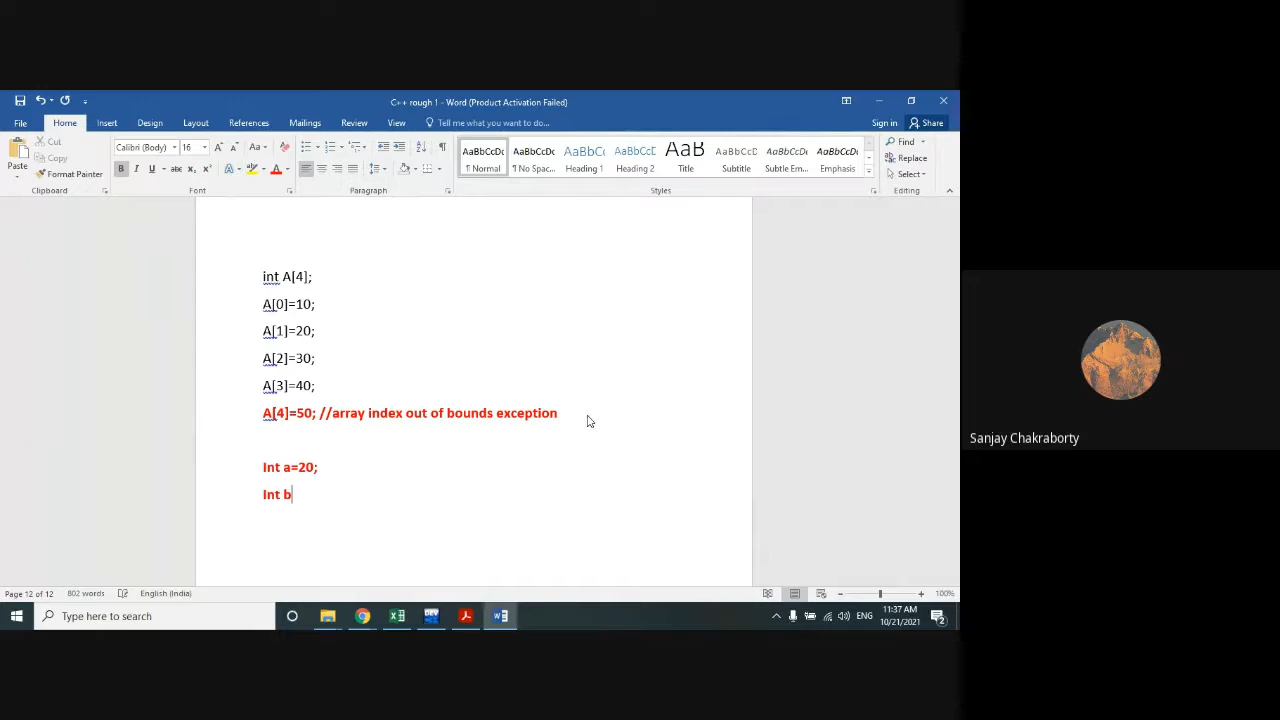 C++ rough 1 - Word (Product Activation Failed)
File Home Insert Design Layout References Mailings Review View Tell me what you want to do... Sign in Share
Cut
Copy
Format Painter
Paste
Clipboard
Calibri (Body) 16
Font
Paragraph
AaBbCcDc AaBbCcDc AaBbCc AaBbCcD AaB AaBbCcD AaBbCcDc AaBbCcDc
¶ Normal ¶ No Spac... Heading 1 Heading 2 Title Subtitle Subtle Em... Emphasis
Styles
Find
Replace
Select
Editing
int A[4];
A[0]=10;
A[1]=20;
A[2]=30;
A[3]=40;
A[4]=50; //array index out of bounds exception
Int a=20;
Int b
Sanjay Chakraborty
Page 12 of 12 802 words English (India) 100%
Type here to search
ENG
11:37 AM
10/21/2021
2